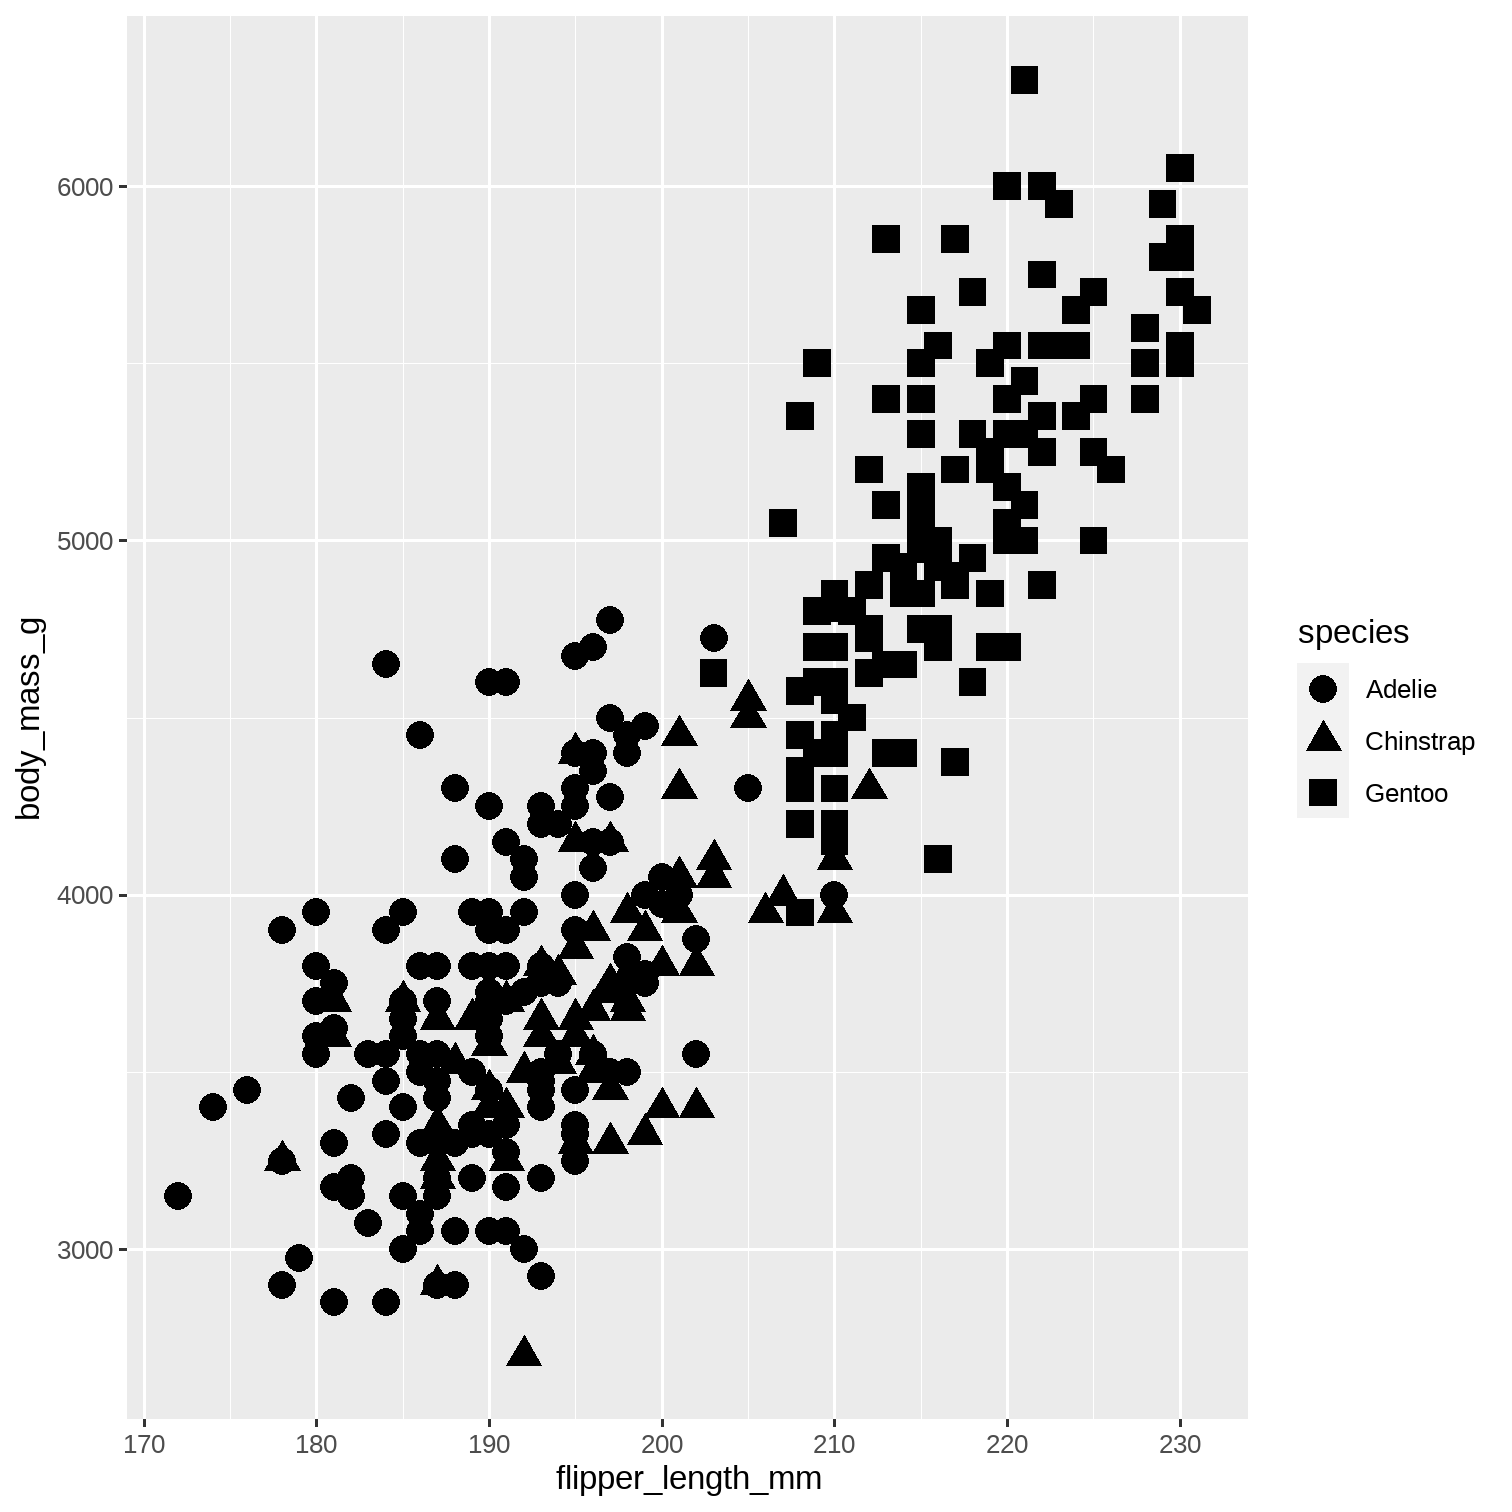 6000
5000
4000
3000
body_mass_g
170 180 190 200 210 220 230
flipper_length_mm
species
Adelie
Chinstrap
Gentoo